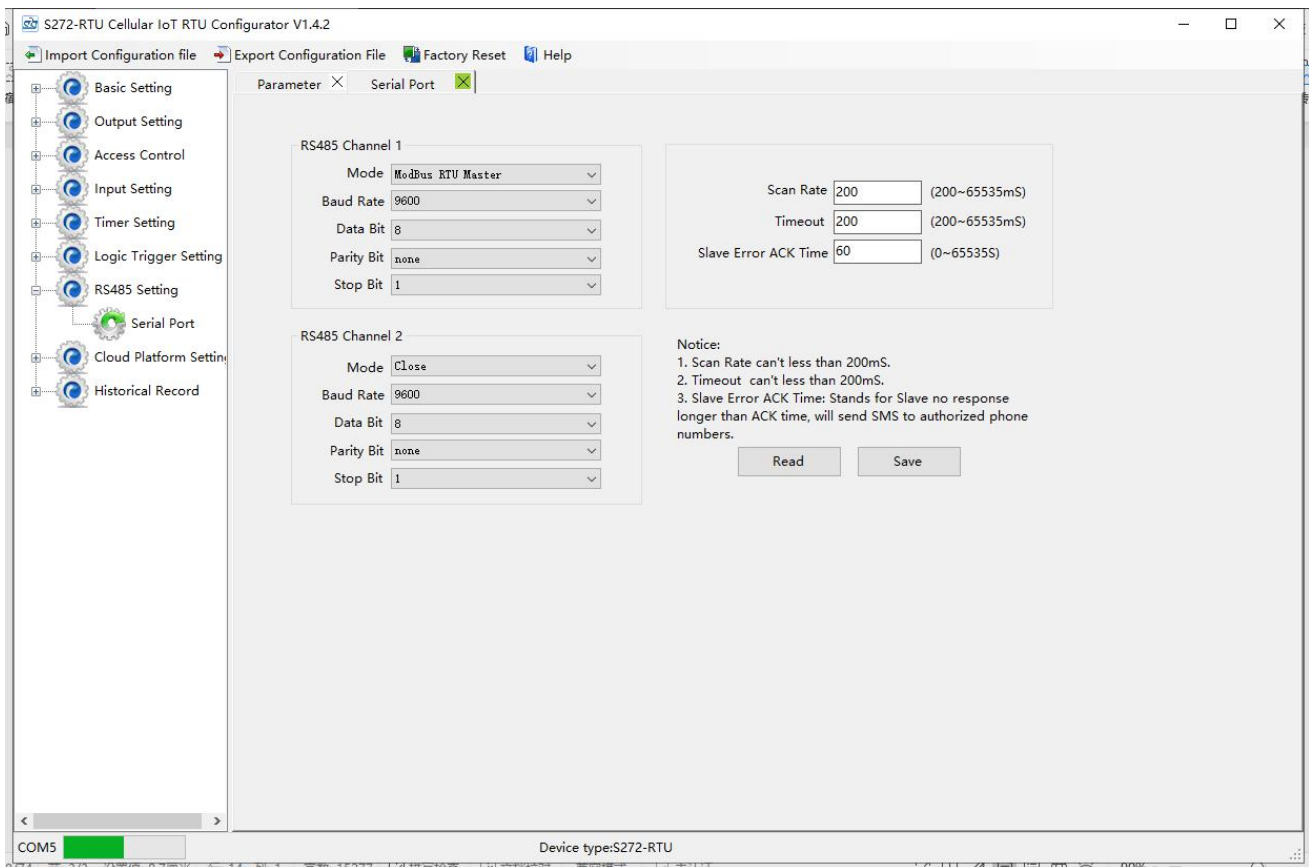 S272-RTU Cellular IoT RTU Configurator V1.4.2
Import Configuration file Export Configuration File Factory Reset Help
Basic Setting
Output Setting
Access Control
Input Setting
Timer Setting
Logic Trigger Setting
RS485 Setting
Serial Port
Cloud Platform Setting
Historical Record
Parameter Serial Port
RS485 Channel 1
Mode ModBus RTU Master
Baud Rate 9600
Data Bit 8
Parity Bit none
Stop Bit 1
RS485 Channel 2
Mode Close
Baud Rate 9600
Data Bit 8
Parity Bit none
Stop Bit 1
Scan Rate 200 (200~65535mS)
Timeout 200 (200~65535mS)
Slave Error ACK Time 60 (0~65535S)
Notice:
1. Scan Rate can't less than 200mS.
2. Timeout can't less than 200mS.
3. Slave Error ACK Time: Stands for Slave no response
longer than ACK time, will send SMS to authorized phone
numbers.
Read Save
COM5 Device type:S272-RTU